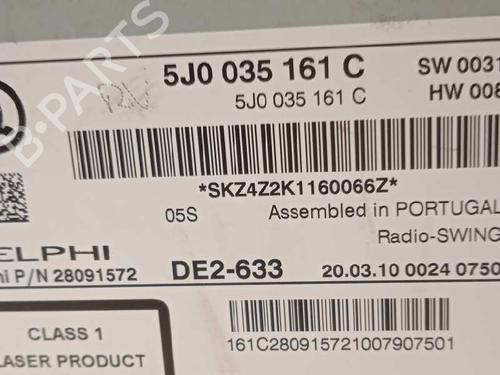 5J0 035 161 C SW 0031
5J0 035 161 C HW 008
*SKZ4Z2K1160066Z*
05S Assembled in PORTUGAL
Radio-SWING
ELPHI
hi P/N 28091572 DE2-633 20.03.10 0024 0750
CLASS 1
LASER PRODUCT
161C280915721007907501